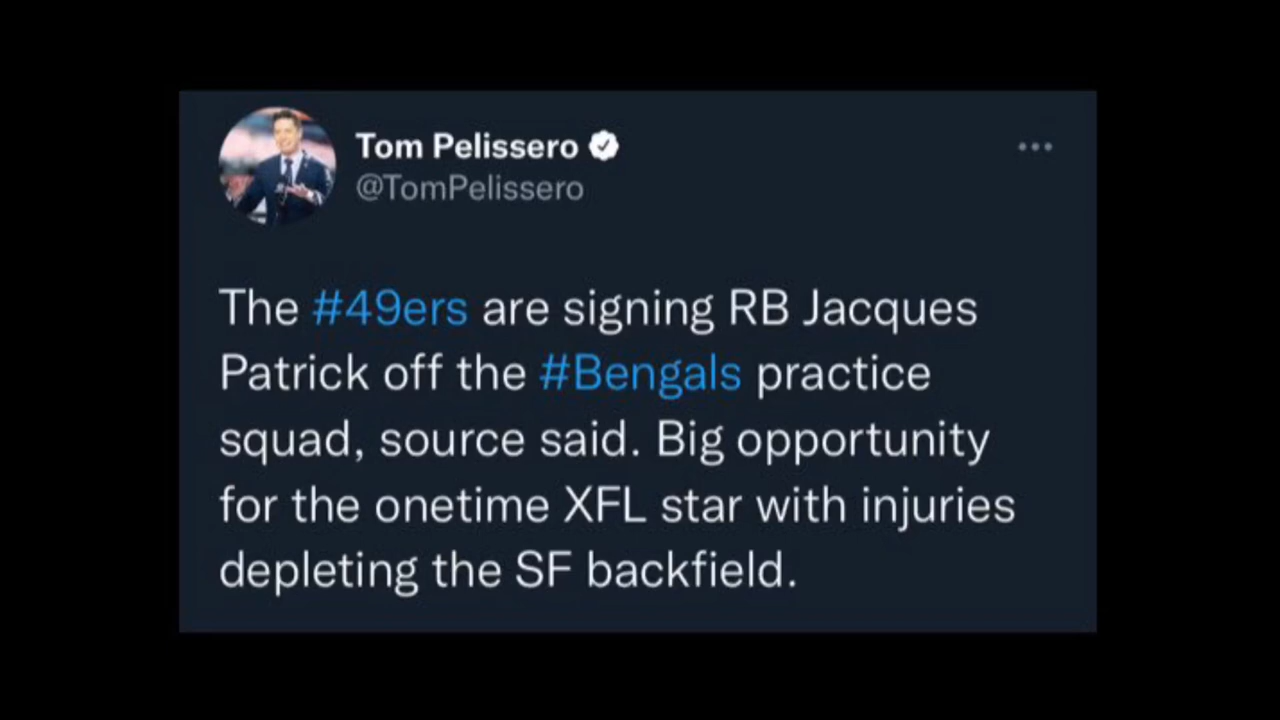 Tom Pelissero
@TomPelissero
The #49ers are signing RB Jacques
Patrick off the #Bengals practice
squad, source said. Big opportunity
for the onetime XFL star with injuries
depleting the SF backfield.